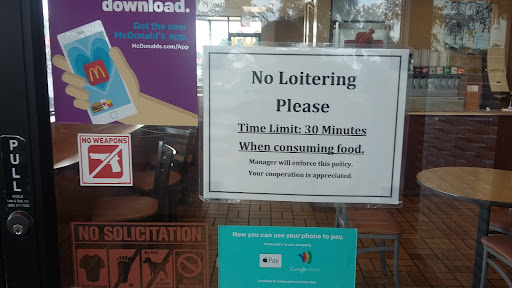 download.
Get the new
McDonald's app.
McDonalds.com/App
NO WEAPONS
PULL
No Loitering
Please
Time Limit: 30 Minutes
When consuming food.
Manager will enforce this policy.
Your cooperation is appreciated.
NO SOLICITATION
Now you can use your phone to pay.
Pay
Google